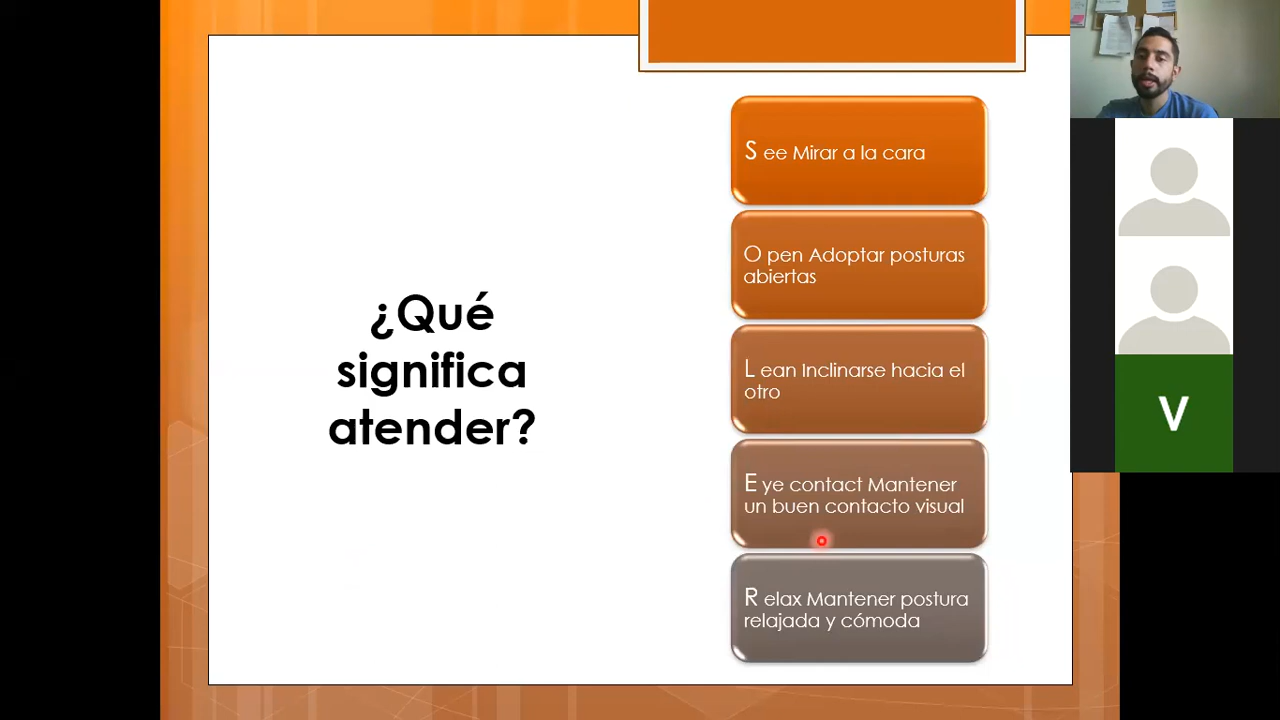 ¿Qué
significa
atender?
S ee Mirar a la cara
O pen Adoptar posturas
abiertas
L ean Inclinarse hacia el
otro
E ye contact Mantener
un buen contacto visual
R elax Mantener postura
relajada y cómoda
V